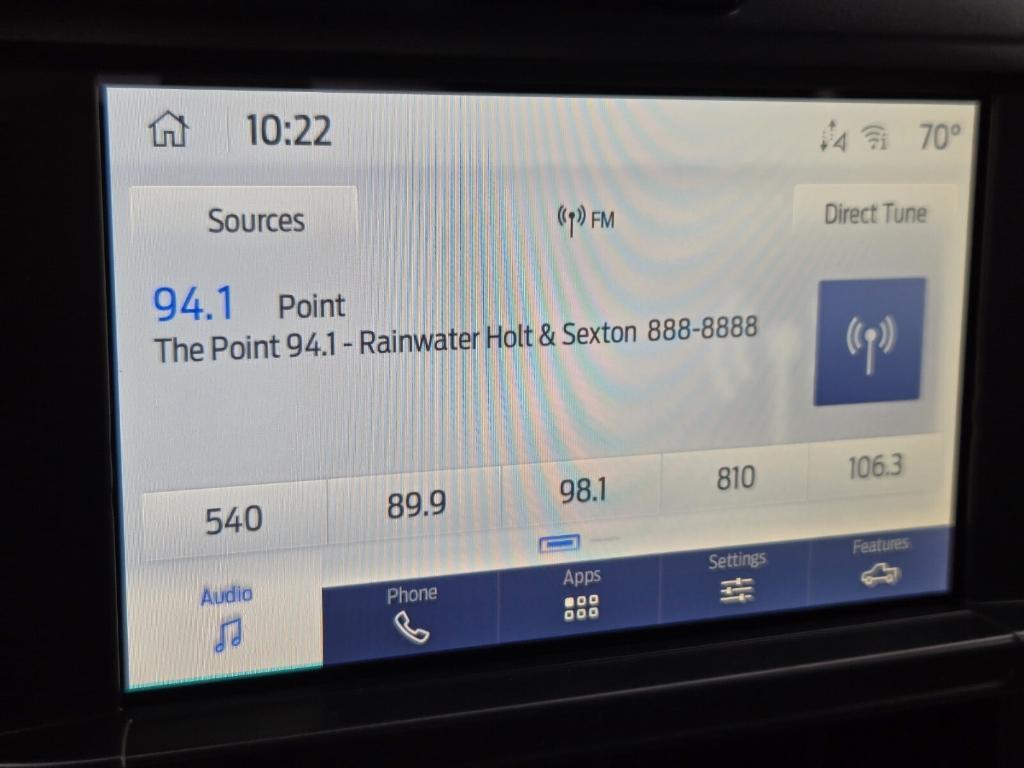 10:22
70°
Sources
FM
Direct Tune
94.1 Point
The Point 94.1 - Rainwater Holt & Sexton 888-8888
540 89.9 98.1 810 106.3
Audio Phone Apps Settings Features